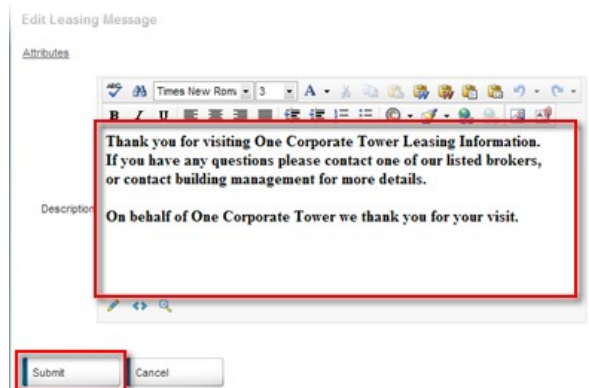 Edit Leasing Message
Attributes
ABC Times New Rom 3 A
B I U
Description
Thank you for visiting One Corporate Tower Leasing Information.
If you have any questions please contact one of our listed brokers,
or contact building management for more details.
On behalf of One Corporate Tower we thank you for your visit.
Submit Cancel